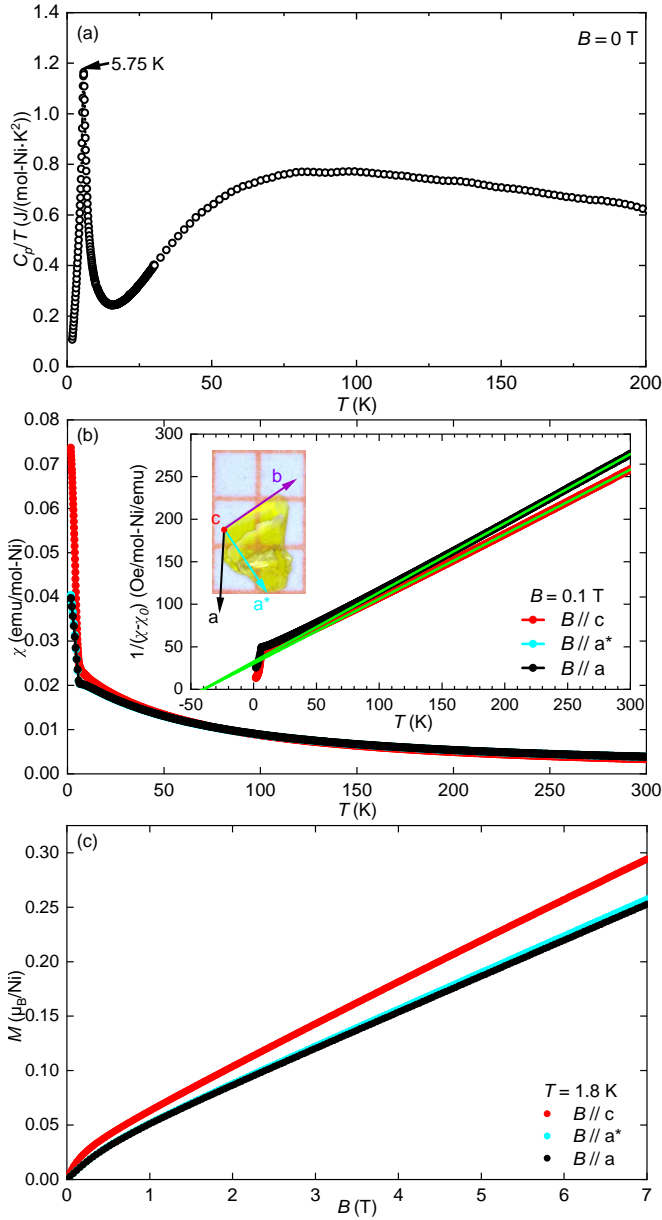 (a)
B = 0 T
5.75 K
1.4
1.2
1.0
0.8
0.6
0.4
0.2
0.0
C_p/T (J/(mol-Ni·K²))
0 50 100 150 200
T (K)
(b)
0.08
0.07
0.06
0.05
0.04
0.03
0.02
0.01
0.00
χ (emu/mol-Ni)
300
250
200
150
100
50
0
1/(χ-χ₀) (Oe/mol-Ni/emu)
b
c
a
a*
B = 0.1 T
B // c
B // a*
B // a
-50 0 50 100 150 200 250 300
T (K)
0 50 100 150 200 250 300
T (K)
(c)
0.30
0.25
0.20
0.15
0.10
0.05
0.00
M (μ_B/Ni)
T = 1.8 K
B // c
B // a*
B // a
0 1 2 3 4 5 6 7
B (T)